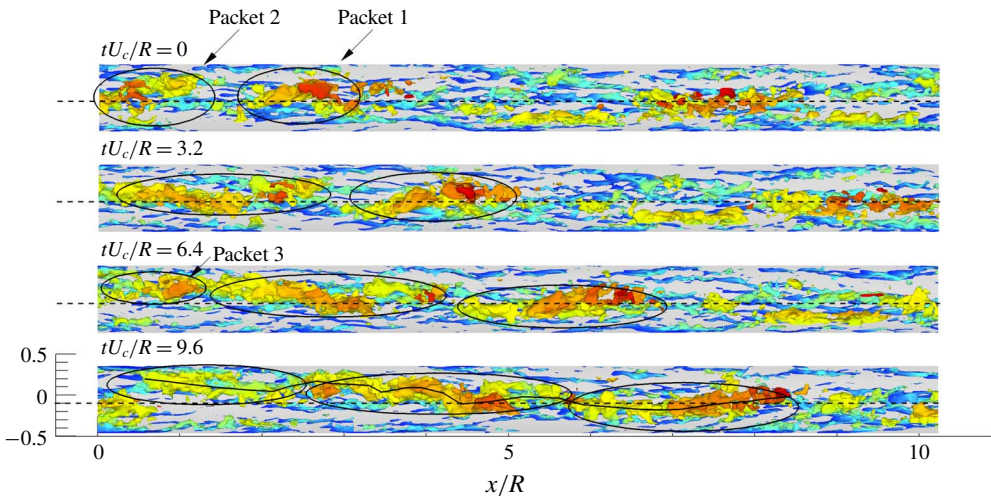 Packet 2 Packet 1
tU_c/R = 0
tU_c/R = 3.2
tU_c/R = 6.4
Packet 3
tU_c/R = 9.6
0.5
0
−0.5
0 5 10
x/R